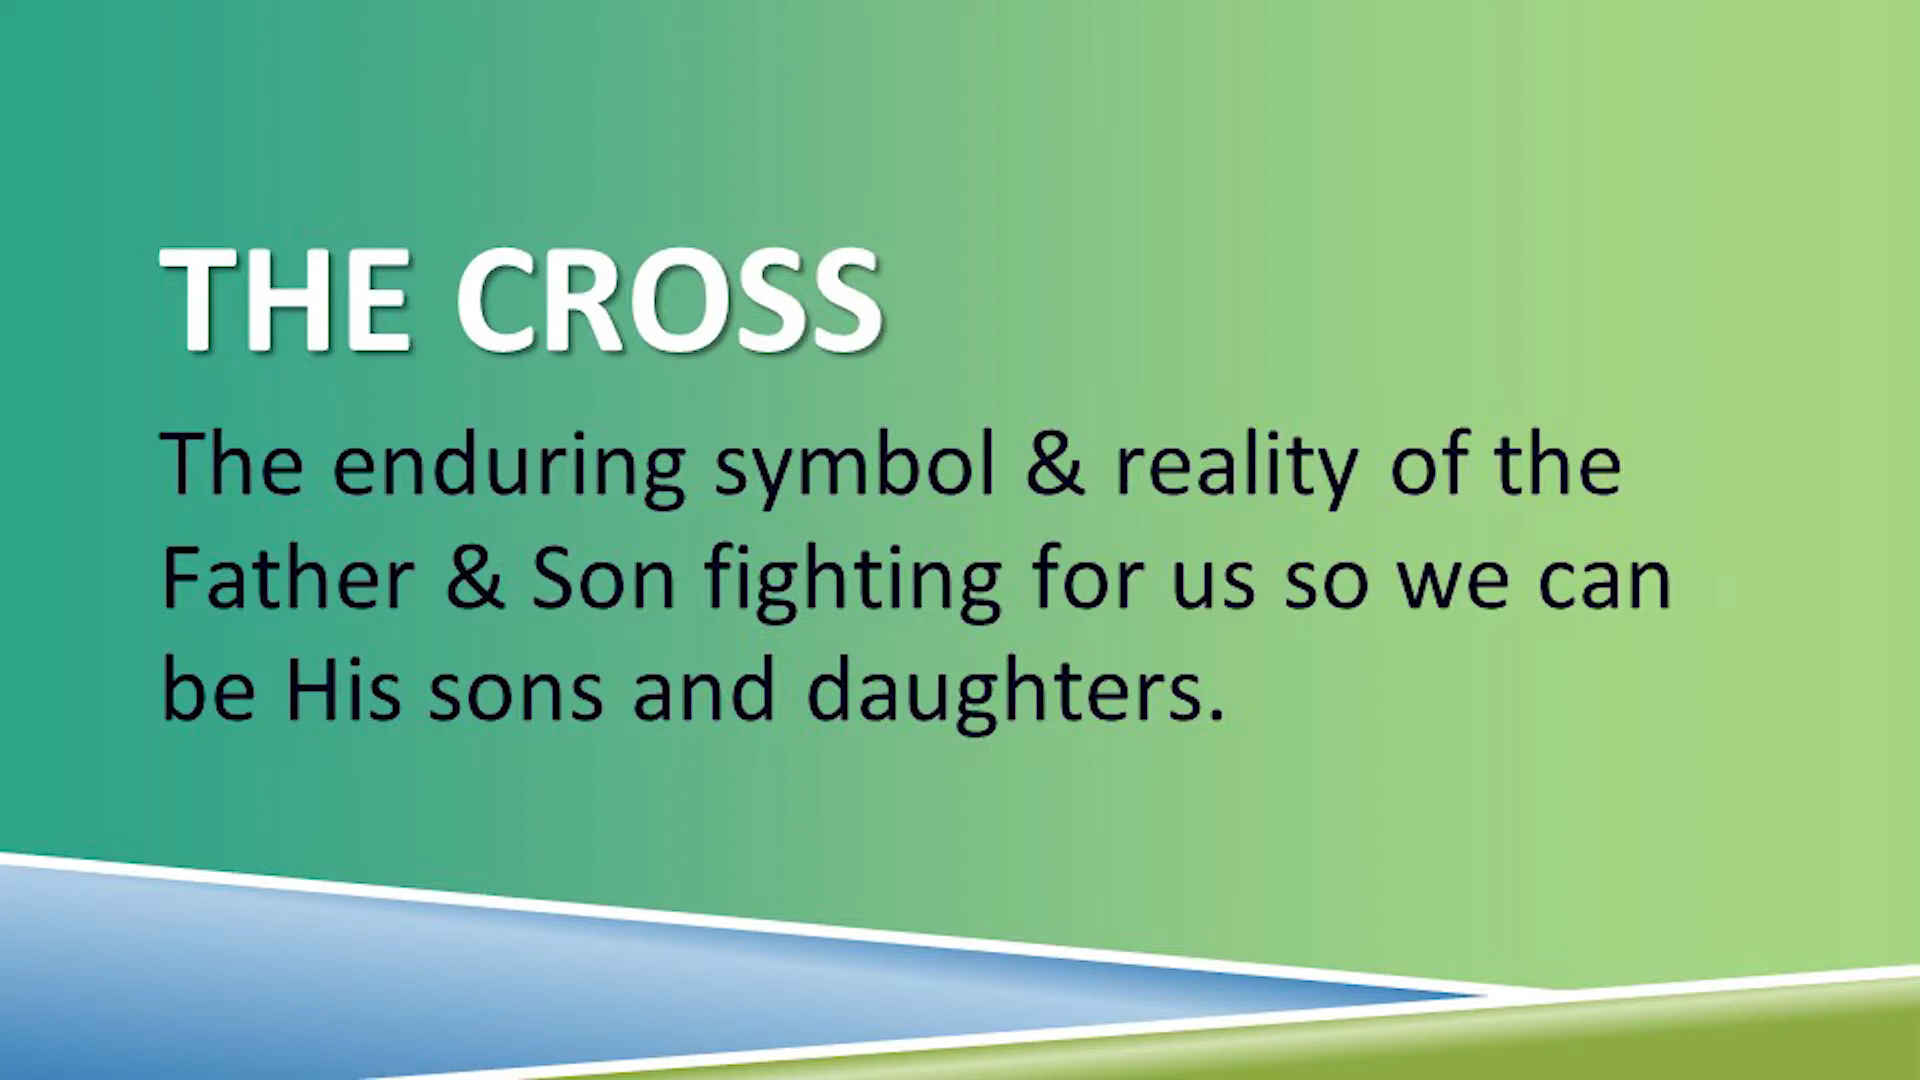 THE CROSS
The enduring symbol & reality of the
Father & Son fighting for us so we can
be His sons and daughters.